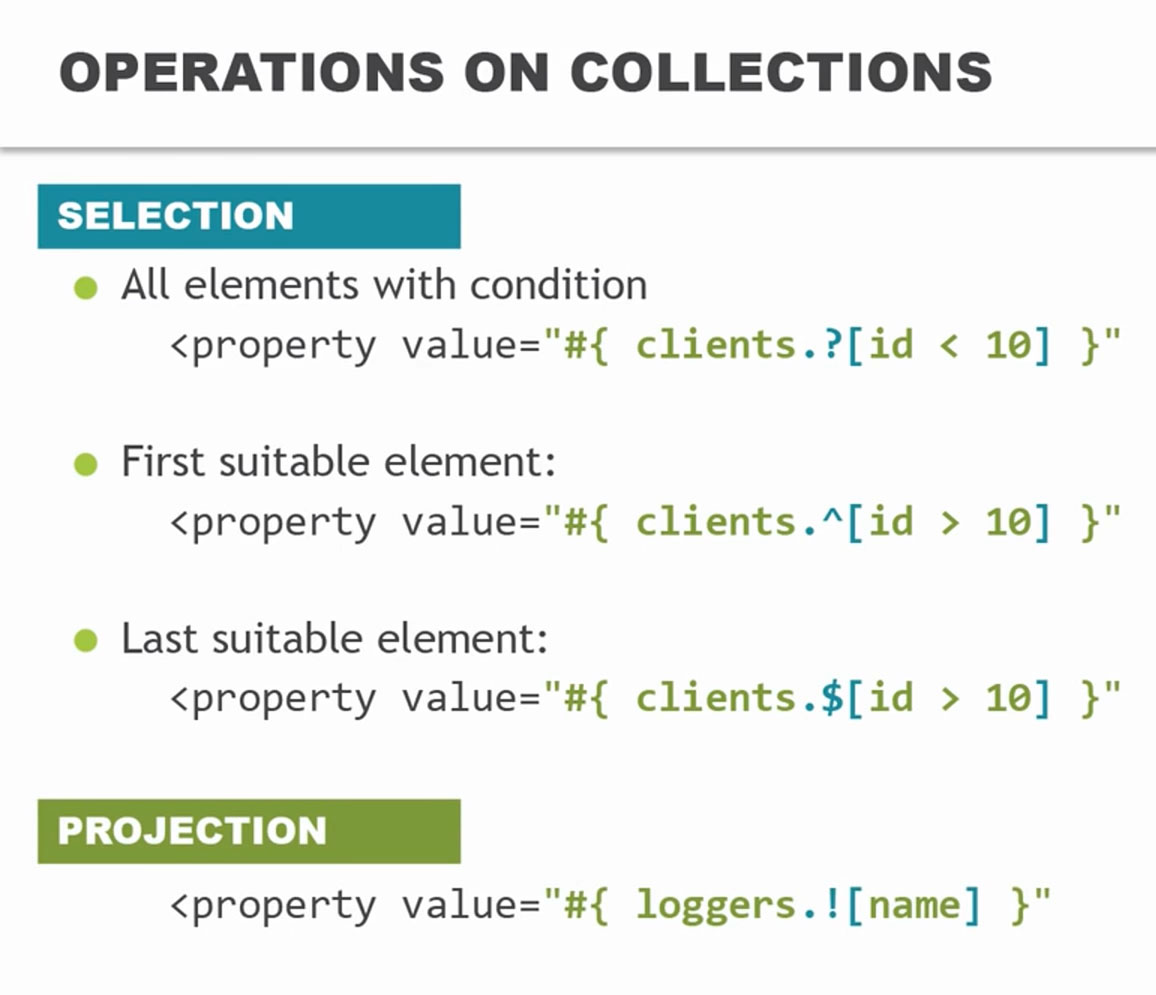 OPERATIONS ON COLLECTIONS
SELECTION
All elements with condition
<property value="#{ clients.?[id < 10] }"
First suitable element:
<property value="#{ clients.^[id > 10] }"
Last suitable element:
<property value="#{ clients.$[id > 10] }"
PROJECTION
<property value="#{ loggers.![name] }"